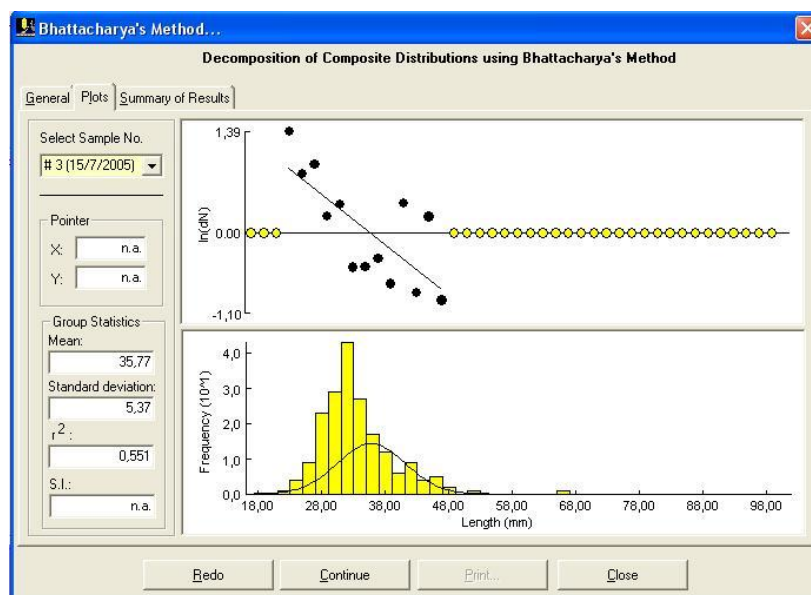 Bhattacharya's Method...
Decomposition of Composite Distributions using Bhattacharya's Method
General Plots Summary of Results
Select Sample No.
# 3 (15/7/2005)
Pointer
X: n.a.
Y: n.a.
Group Statistics
Mean:
35,77
Standard deviation:
5,37
r² :
0,551
S.I.:
n.a.
1,39
0.00
-1,10
ln(dN)
4,0
3,0
2,0
1,0
0,0
Frequency (10^1)
18,00 28,00 38,00 48,00 58,00 68,00 78,00 88,00 98,00
Length (mm)
Redo Continue Print... Close